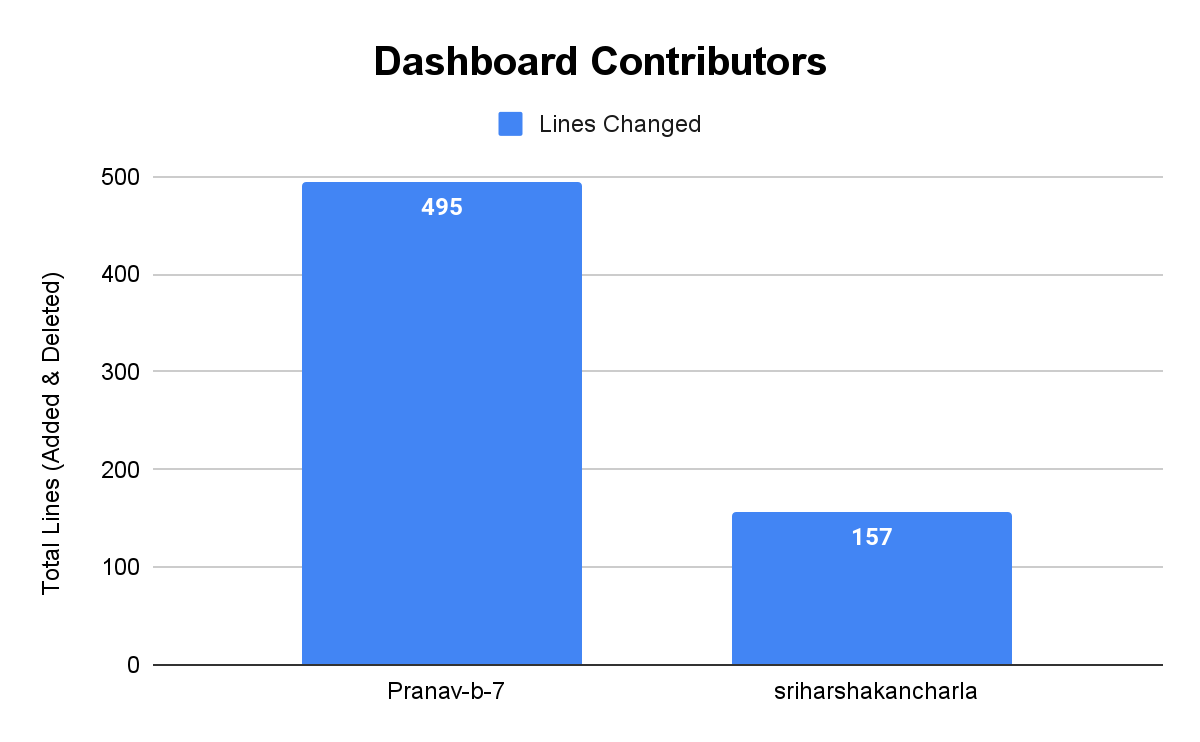 Dashboard Contributors
Lines Changed
Total Lines (Added & Deleted)
500
400
300
200
100
0
495
157
Pranav-b-7
sriharshakancharla